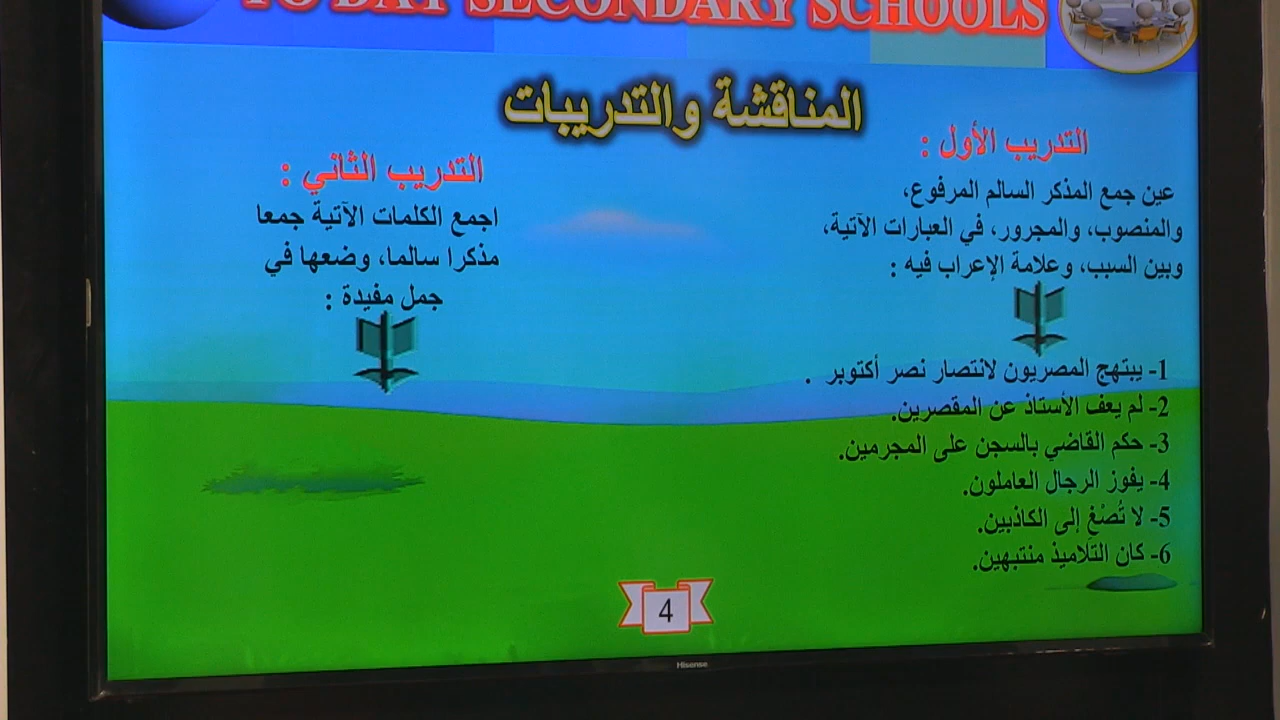 TO DAY SECONDARY SCHOOLS
المناقشة والتدريبات
التدريب الأول :
عين جمع المذكر السالم المرفوع،
والمنصوب، والمجرور، في العبارات الآتية،
وبين السبب، وعلامة الإعراب فيه :
1- يبتهج المصريون لانتصار نصر أكتوبر .
2- لم يعف الأستاذ عن المقصرين.
3- حكم القاضي بالسجن على المجرمين.
4- يفوز الرجال العاملون.
5- لا تُصْغِ إلى الكاذبين.
6- كان التلاميذ منتبهين.
التدريب الثاني :
اجمع الكلمات الآتية جمعا
مذكرا سالما، وضعها في
جمل مفيدة :
4
Hisense